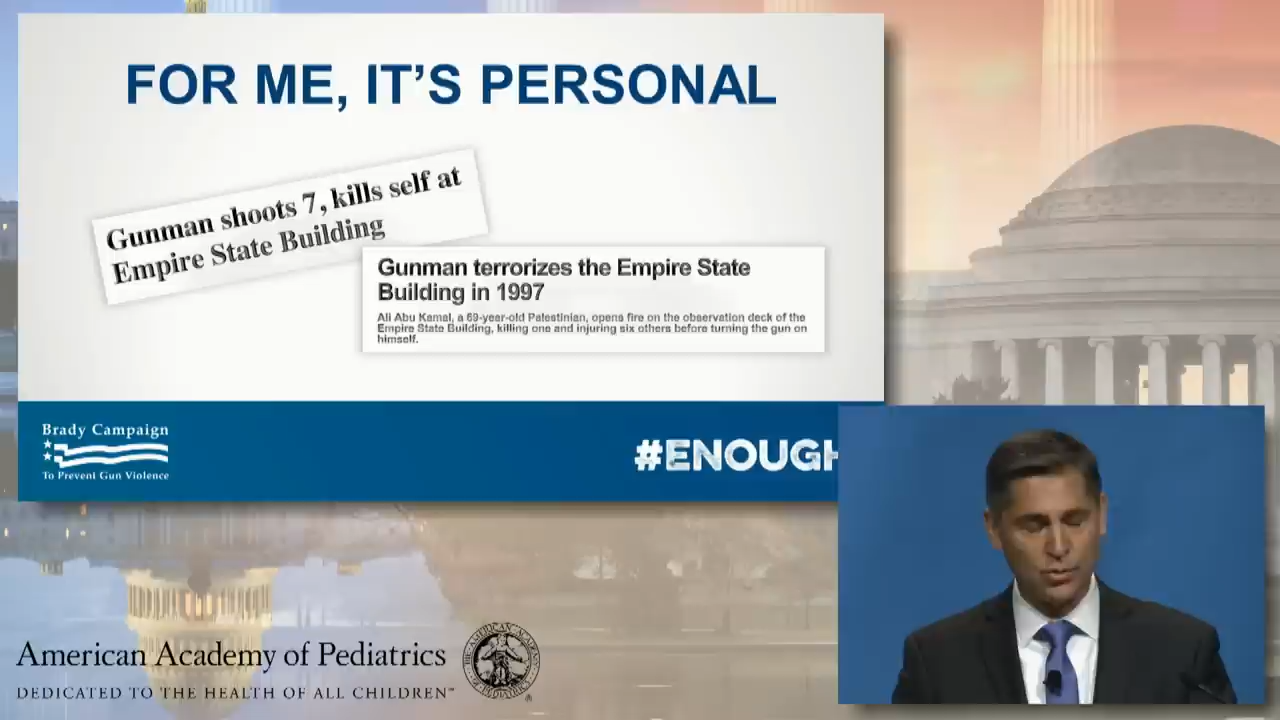 FOR ME, IT'S PERSONAL
Gunman shoots 7, kills self at
Empire State Building
Gunman terrorizes the Empire State
Building in 1997
Ali Abu Kamal, a 69-year-old Palestinian, opens fire on the observation deck of the
Empire State Building, killing one and injuring six others before turning the gun on
himself.
Brady Campaign
To Prevent Gun Violence
#ENOUGH
American Academy of Pediatrics
DEDICATED TO THE HEALTH OF ALL CHILDREN™